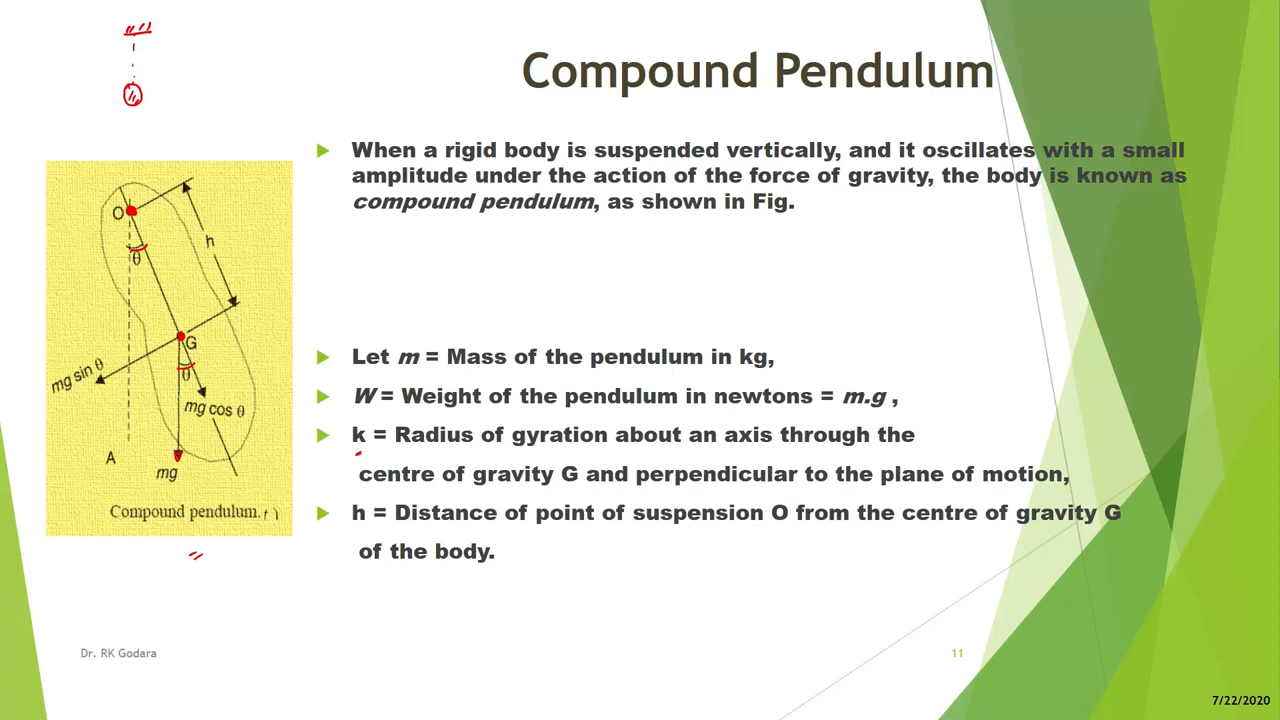 Compound Pendulum
When a rigid body is suspended vertically, and it oscillates with a small
amplitude under the action of the force of gravity, the body is known as
compound pendulum, as shown in Fig.
O
h
θ
G
θ
mg sin θ
mg cos θ
A
mg
Compound pendulum.
Let m = Mass of the pendulum in kg,
W = Weight of the pendulum in newtons = m.g ,
k = Radius of gyration about an axis through the
centre of gravity G and perpendicular to the plane of motion,
h = Distance of point of suspension O from the centre of gravity G
of the body.
Dr. RK Godara
11
7/22/2020